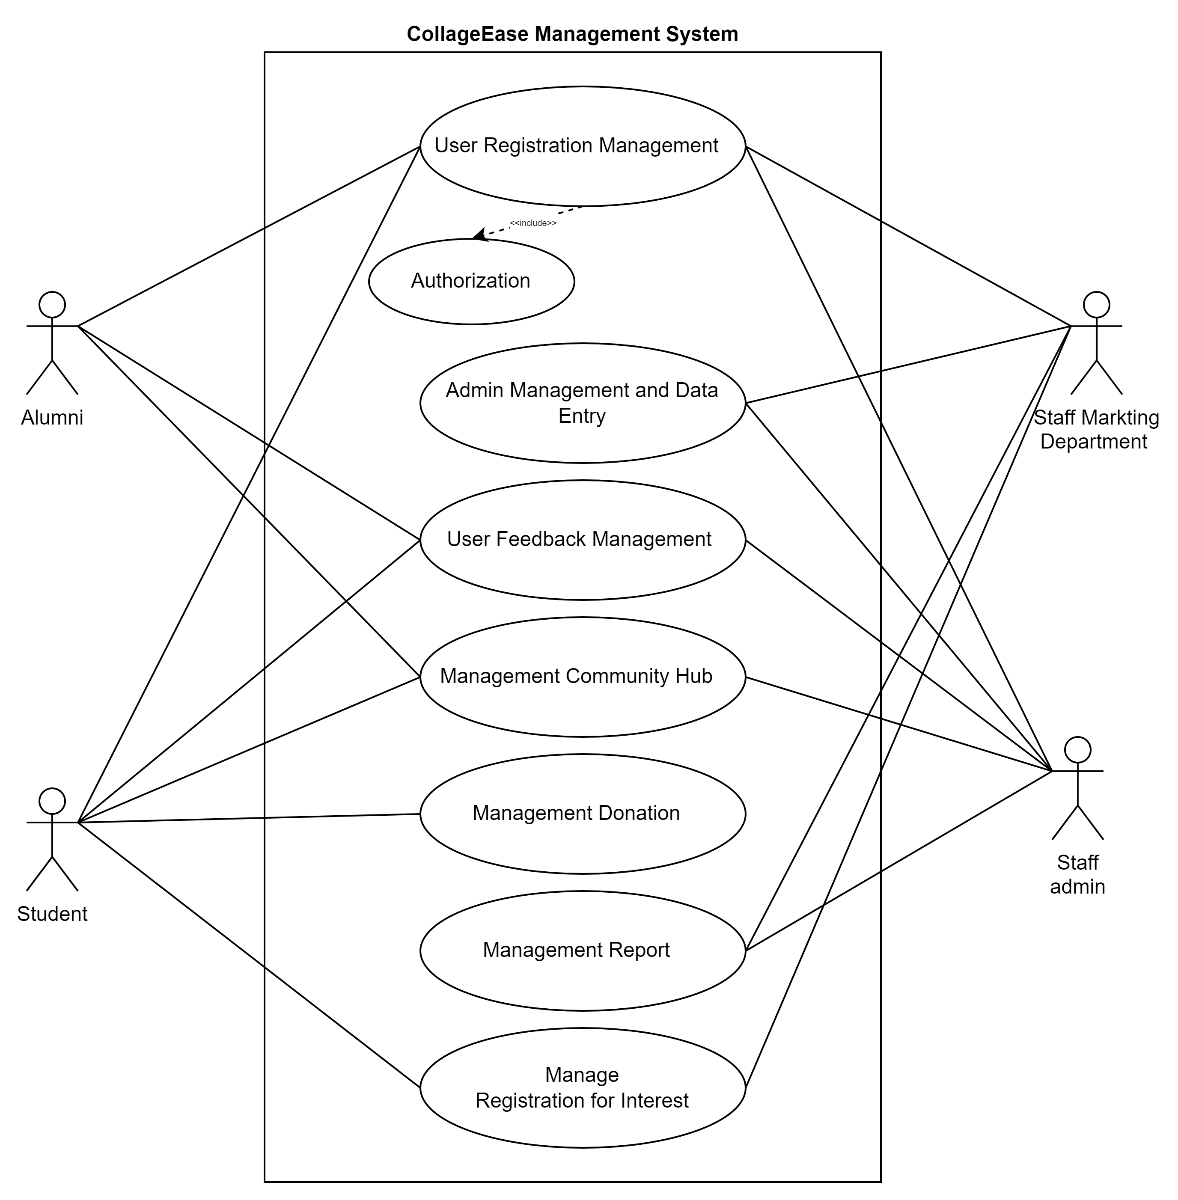 CollageEase Management System
User Registration Management
<<include>>
Authorization
Alumni
Staff Markting
Department
Admin Management and Data
Entry
User Feedback Management
Management Community Hub
Management Donation
Student
Staff
admin
Management Report
Manage
Registration for Interest